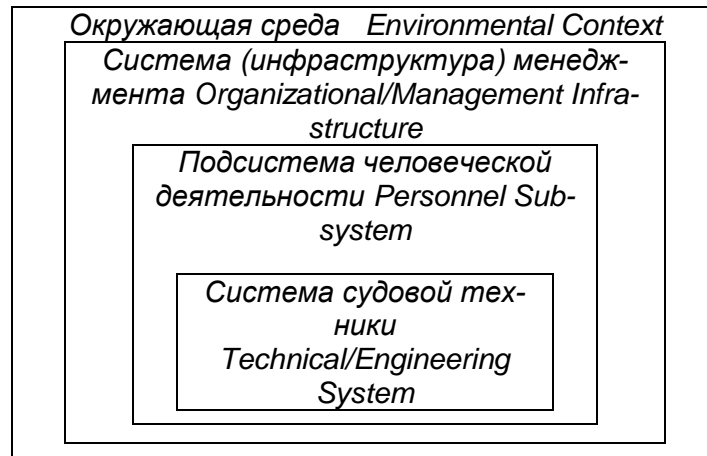 Окружающая среда Environmental Context
Система (инфраструктура) менедж-
мента Organizational/Management Infra-
structure
Подсистема человеческой
деятельности Personnel Sub-
system
Система судовой тех-
ники
Technical/Engineering
System